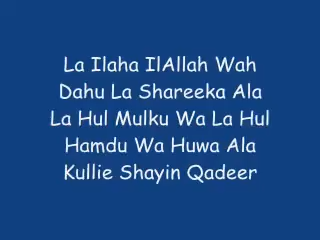 La Ilaha IlAllah Wah
Dahu La Shareeka Ala
La Hul Mulku Wa La Hul
Hamdu Wa Huwa Ala
Kullie Shayin Qadeer